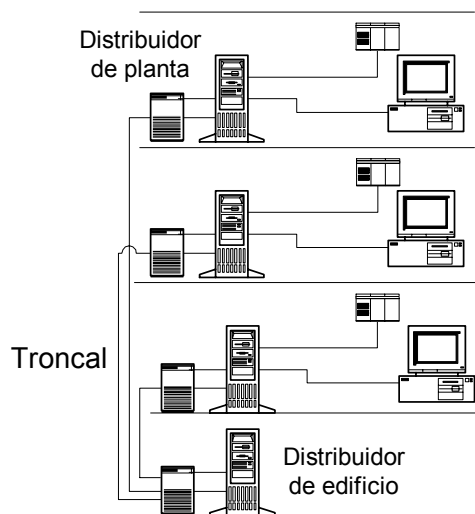 Distribuidor
de planta
Troncal
Distribuidor
de edificio